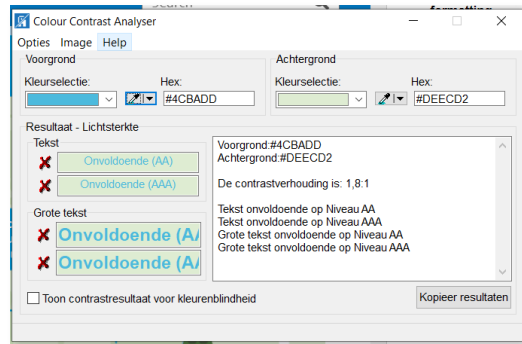 Colour Contrast Analyser
Opties Image Help
Voorgrond
Kleurselectie: Hex:
#4CBADD
Achtergrond
Kleurselectie: Hex:
#DEECD2
Resultaat - Lichtsterkte
Tekst
Onvoldoende (AA)
Onvoldoende (AAA)
Grote tekst
Onvoldoende (A
Onvoldoende (A
Voorgrond:#4CBADD
Achtergrond:#DEECD2
De contrastverhouding is: 1,8:1
Tekst onvoldoende op Niveau AA
Tekst onvoldoende op Niveau AAA
Grote tekst onvoldoende op Niveau AA
Grote tekst onvoldoende op Niveau AAA
Toon contrastresultaat voor kleurenblindheid
Kopieer resultaten